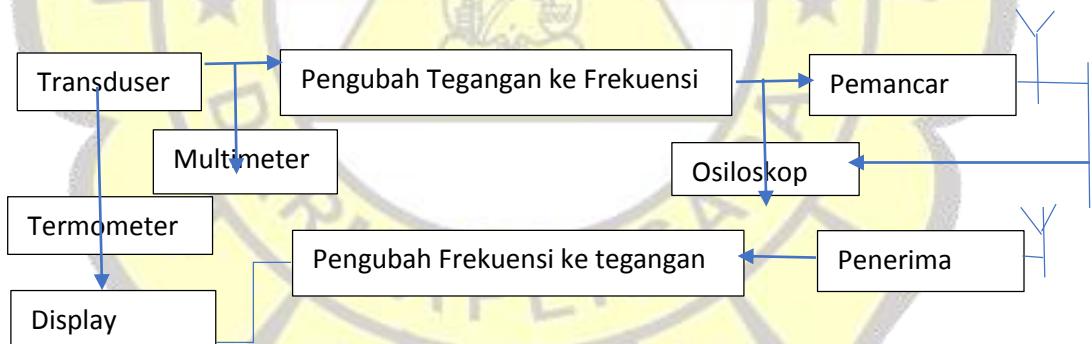 Transduser
Pengubah Tegangan ke Frekuensi
Pemancar
Multimeter
Osiloskop
Termometer
Pengubah Frekuensi ke tegangan
Penerima
Display